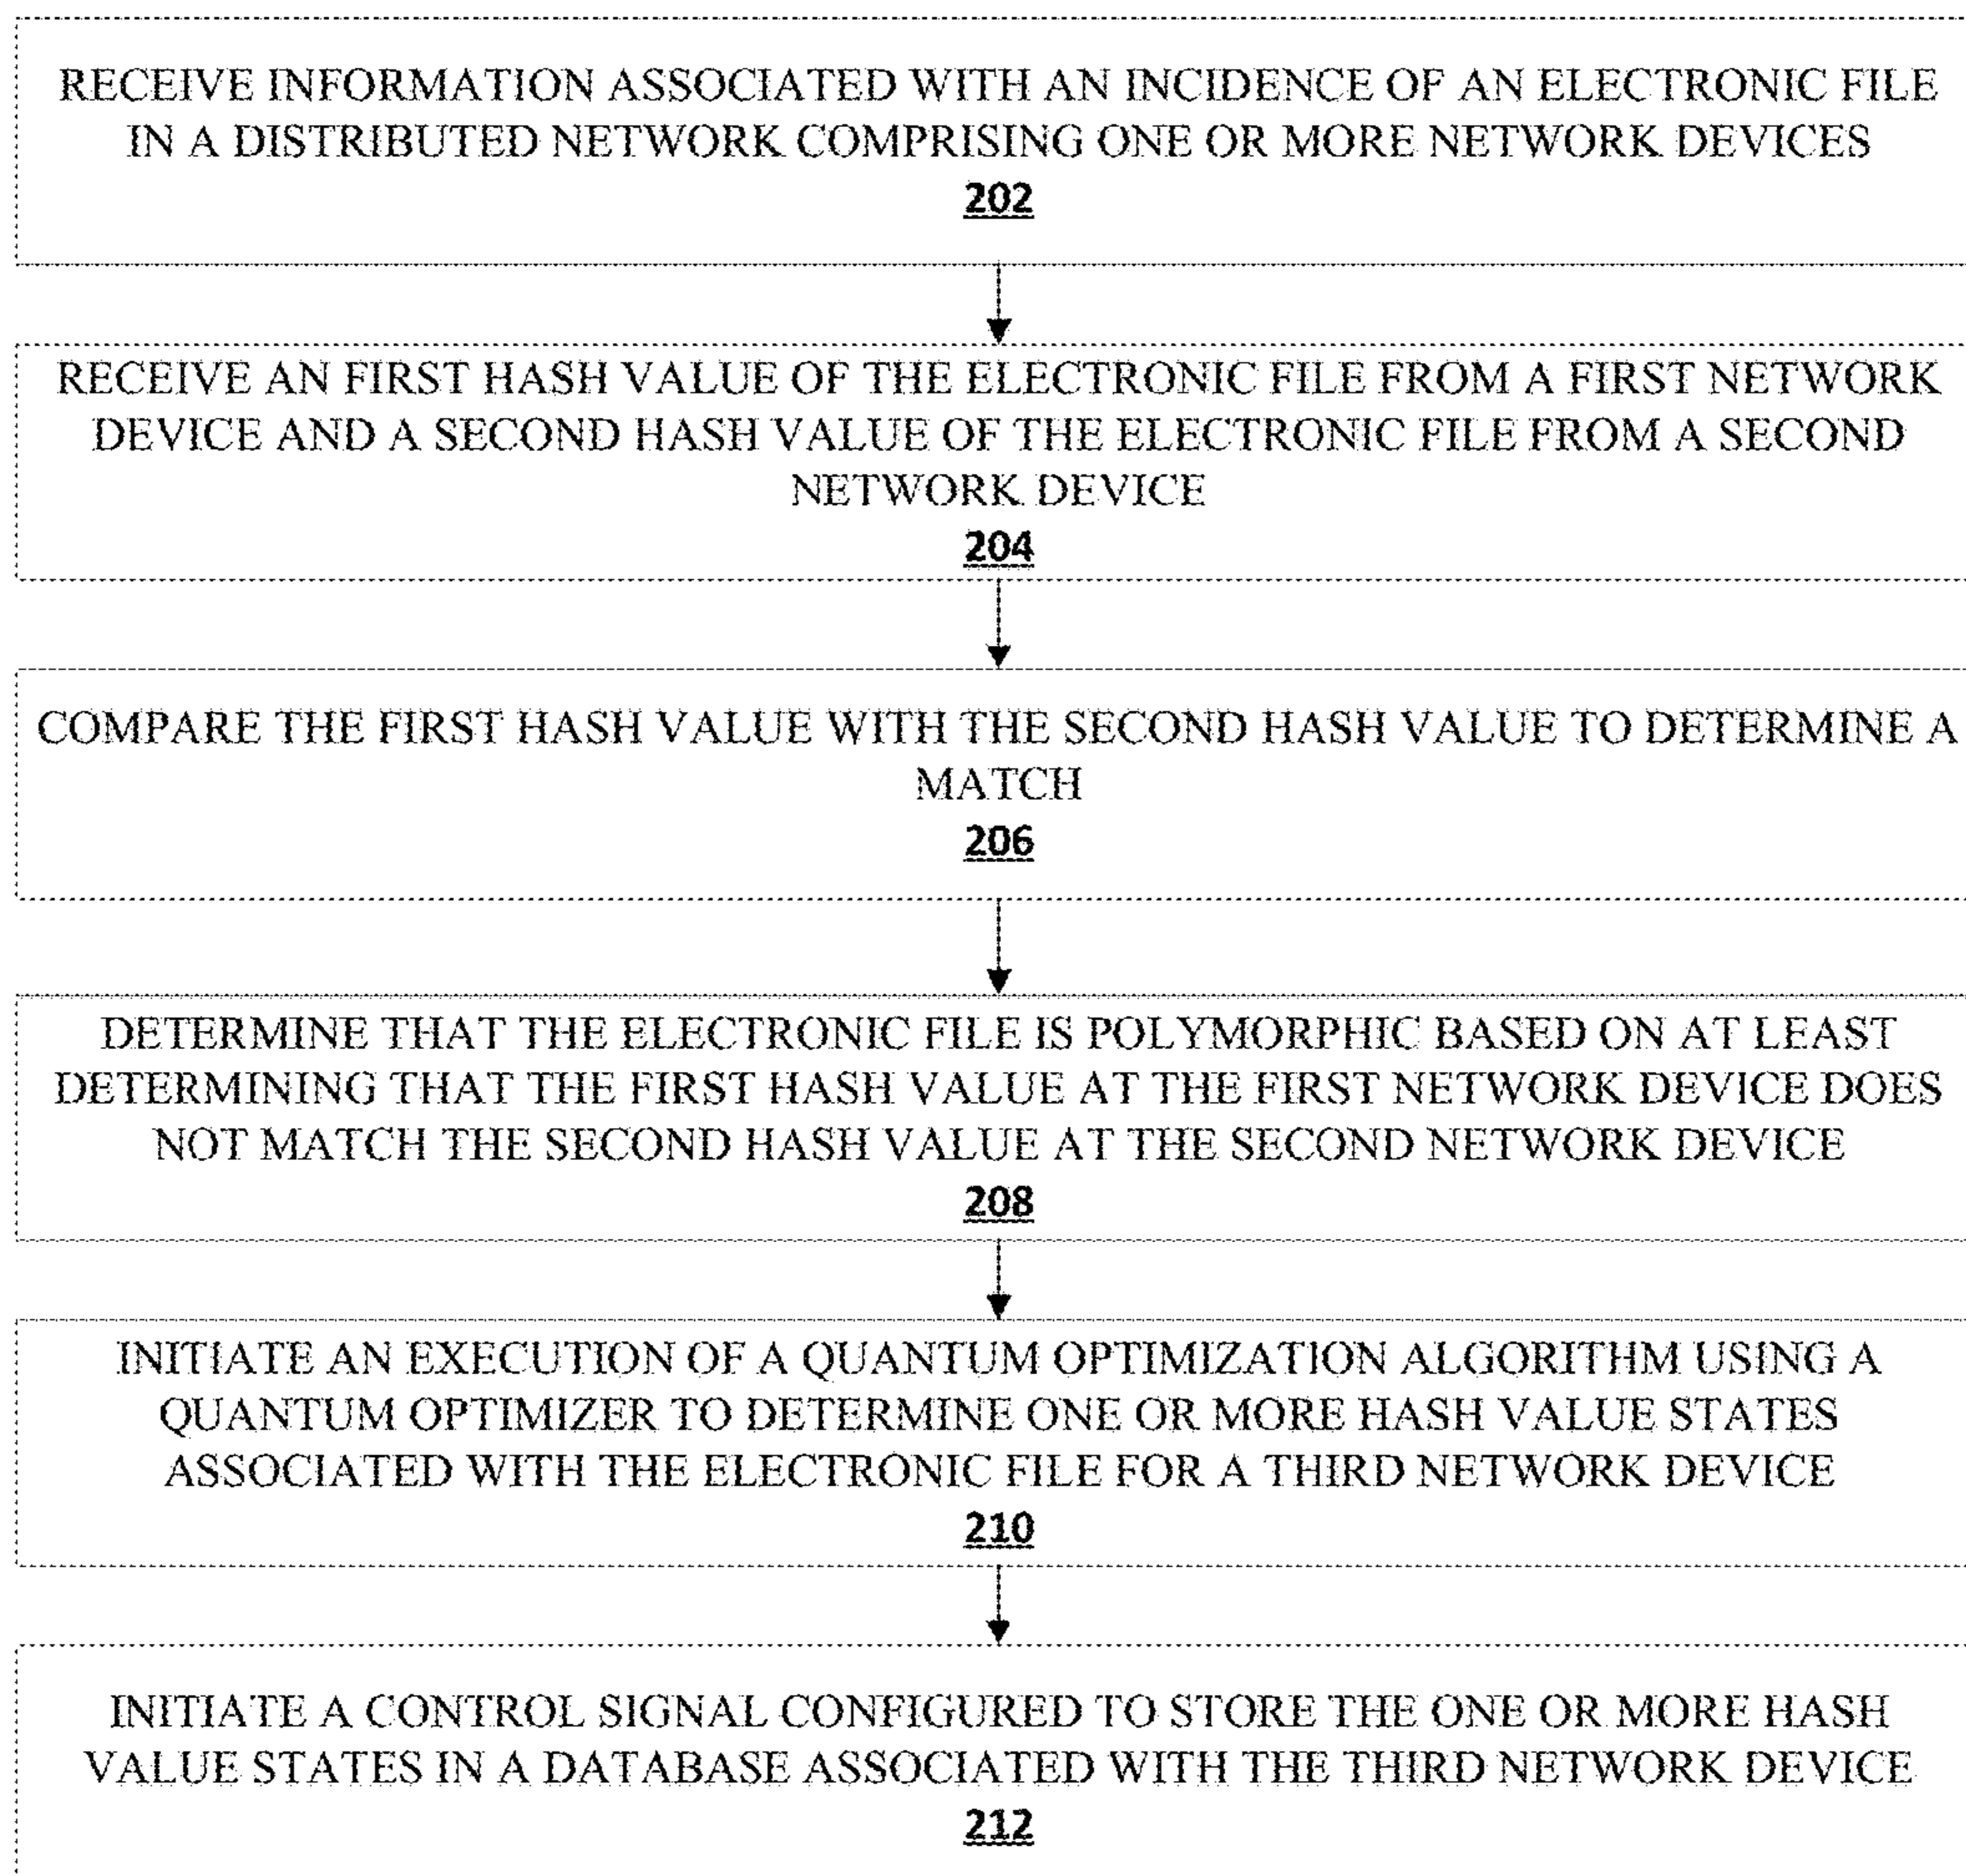 RECEIVE INFORMATION ASSOCIATED WITH AN INCIDENCE OF AN ELECTRONIC FILE
IN A DISTRIBUTED NETWORK COMPRISING ONE OR MORE NETWORK DEVICES
202
RECEIVE AN FIRST HASH VALUE OF THE ELECTRONIC FILE FROM A FIRST NETWORK
DEVICE AND A SECOND HASH VALUE OF THE ELECTRONIC FILE FROM A SECOND
NETWORK DEVICE
204
COMPARE THE FIRST HASH VALUE WITH THE SECOND HASH VALUE TO DETERMINE A
MATCH
206
DETERMINE THAT THE ELECTRONIC FILE IS POLYMORPHIC BASED ON AT LEAST
DETERMINING THAT THE FIRST HASH VALUE AT THE FIRST NETWORK DEVICE DOES
NOT MATCH THE SECOND HASH VALUE AT THE SECOND NETWORK DEVICE
208
INITIATE AN EXECUTION OF A QUANTUM OPTIMIZATION ALGORITHM USING A
QUANTUM OPTIMIZER TO DETERMINE ONE OR MORE HASH VALUE STATES
ASSOCIATED WITH THE ELECTRONIC FILE FOR A THIRD NETWORK DEVICE
210
INITIATE A CONTROL SIGNAL CONFIGURED TO STORE THE ONE OR MORE HASH
VALUE STATES IN A DATABASE ASSOCIATED WITH THE THIRD NETWORK DEVICE
212